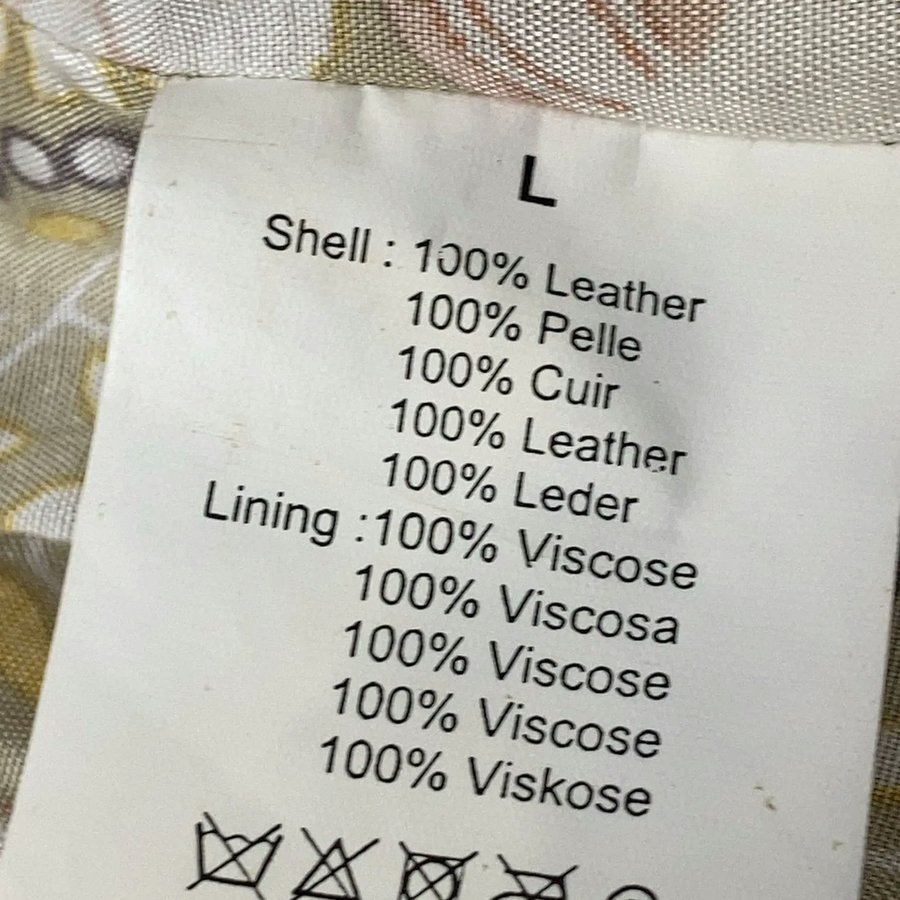 L
Shell : 100% Leather
100% Pelle
100% Cuir
100% Leather
100% Leder
Lining :100% Viscose
100% Viscosa
100% Viscose
100% Viscose
100% Viskose